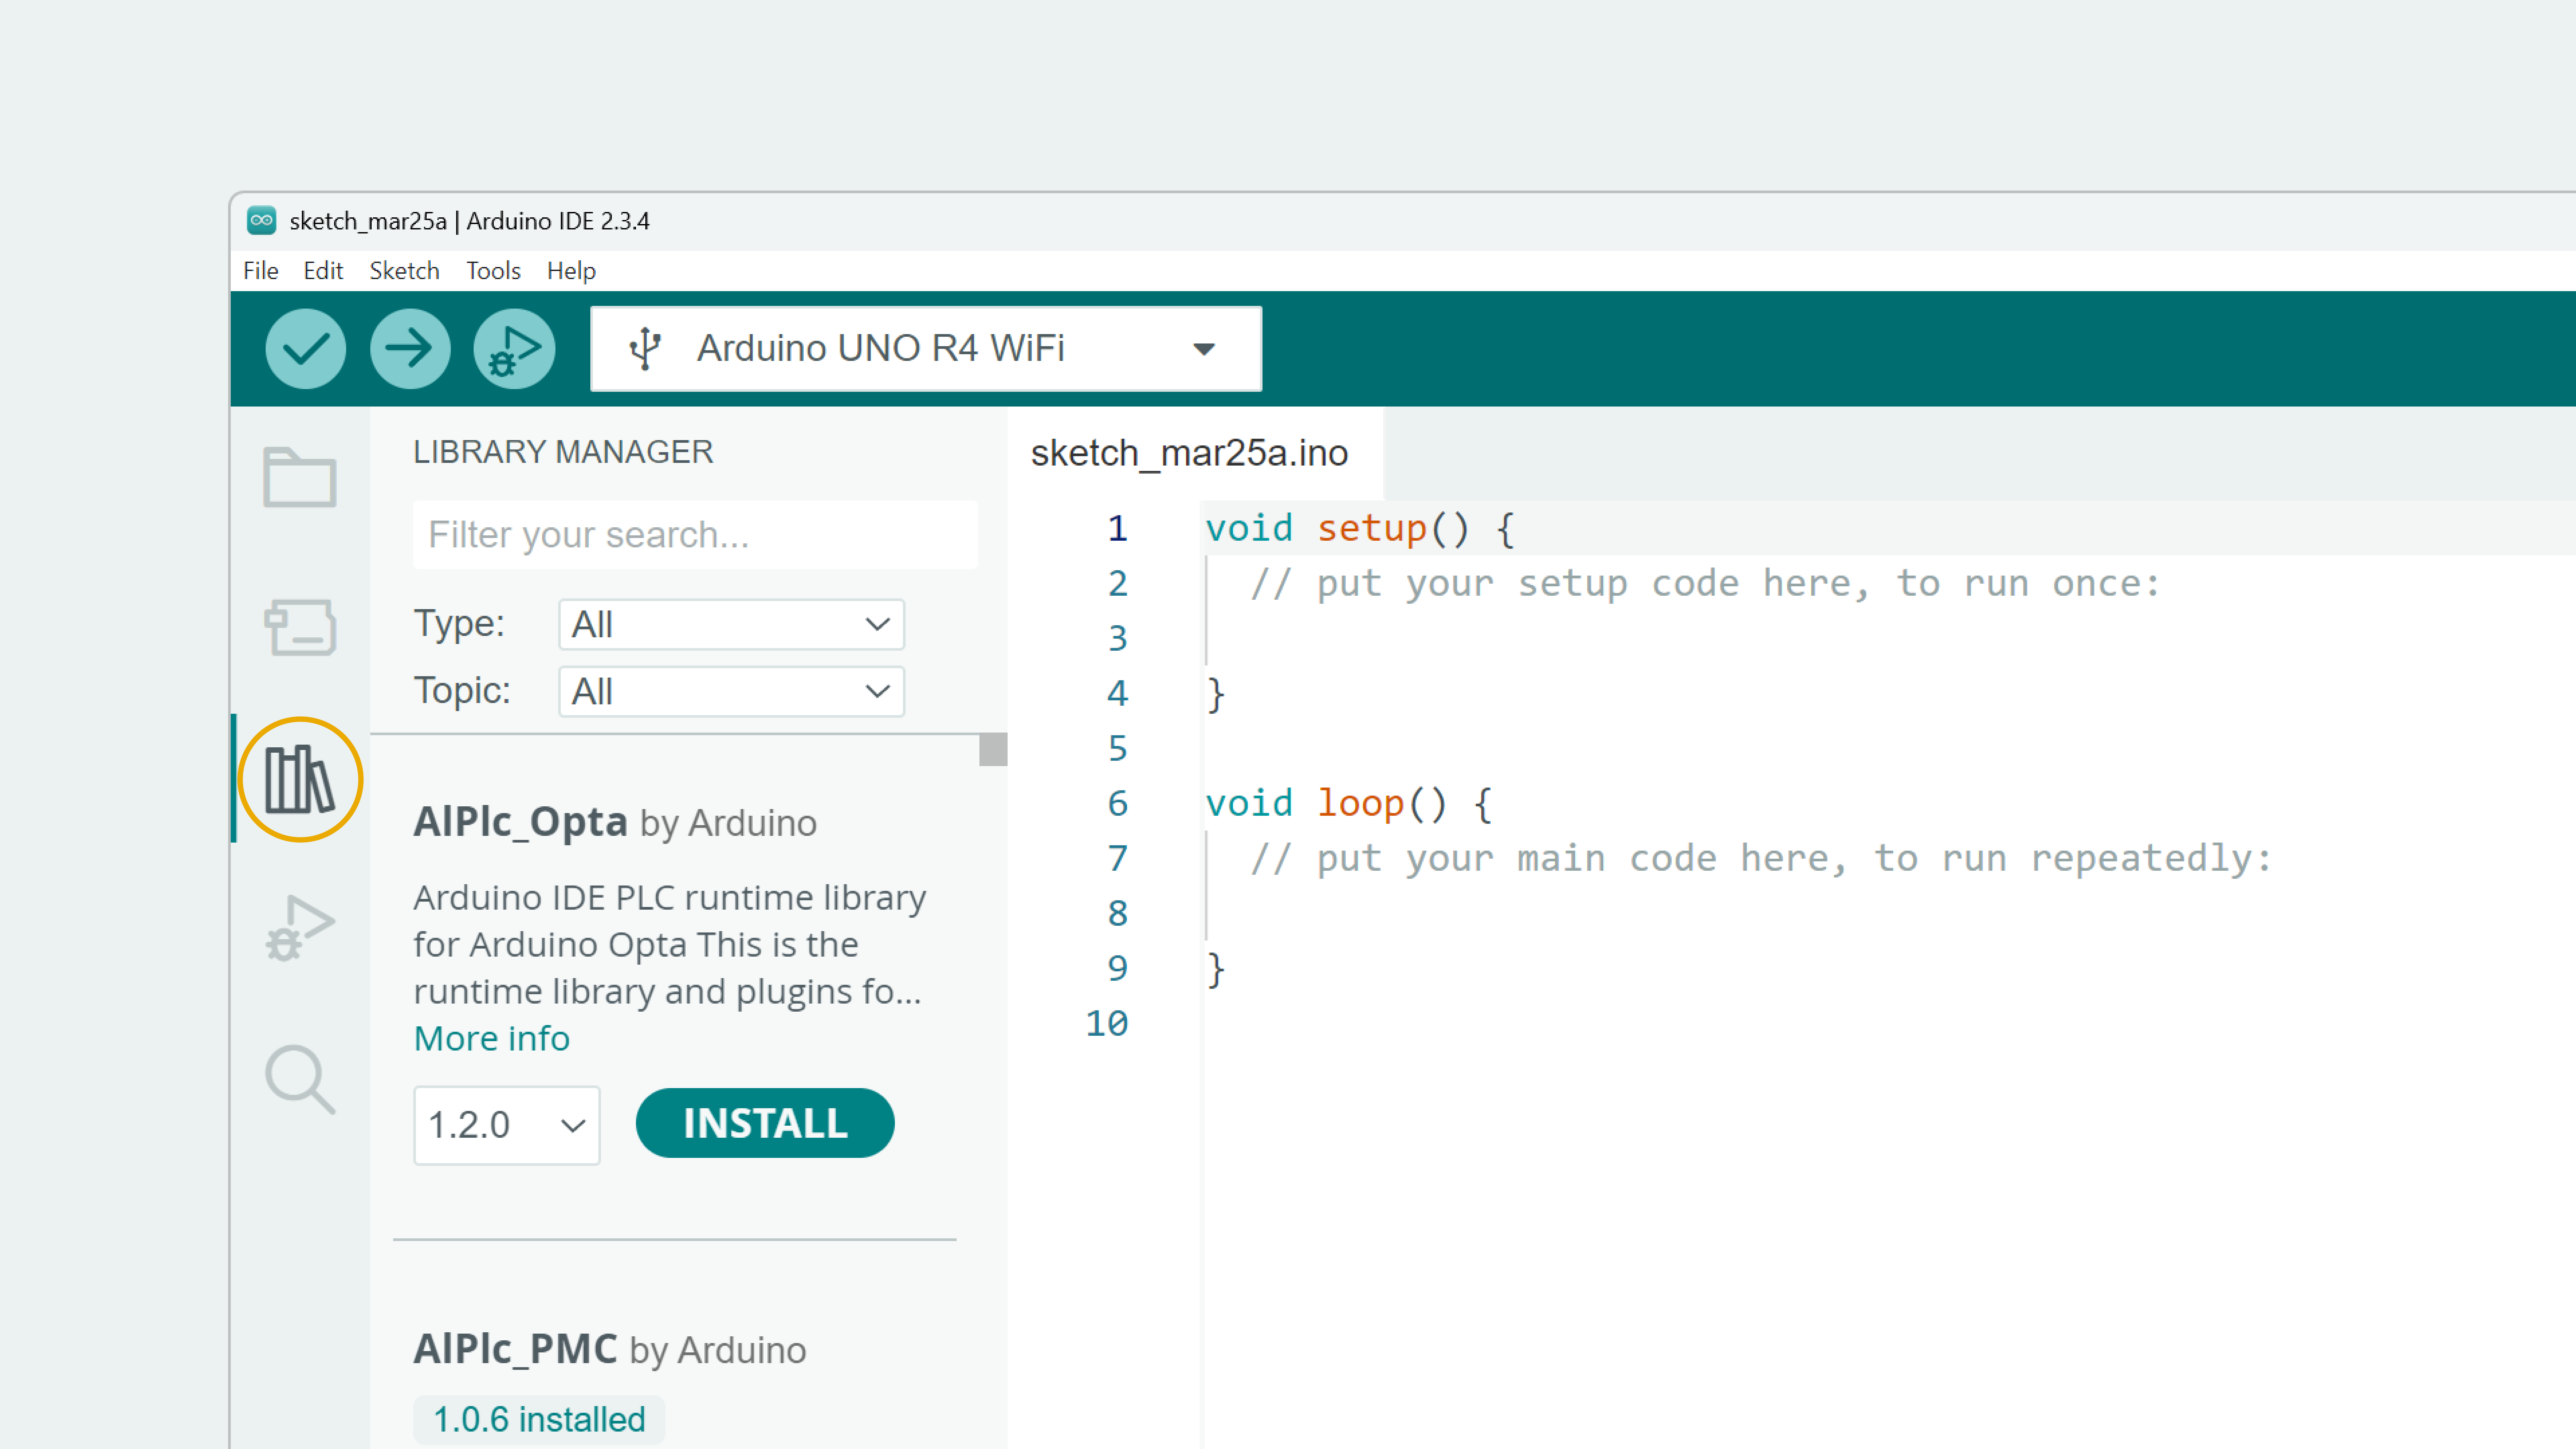 sketch_mar25a | Arduino IDE 2.3.4
File Edit Sketch Tools Help
Arduino UNO R4 WiFi
LIBRARY MANAGER
Filter your search...
Type: All
Topic: All
AlPlc_Opta by Arduino
Arduino IDE PLC runtime library
for Arduino Opta This is the
runtime library and plugins fo...
More info
1.2.0 INSTALL
AlPlc_PMC by Arduino
1.0.6 installed
sketch_mar25a.ino
1 void setup() {
2 // put your setup code here, to run once:
3
4 }
5
6 void loop() {
7 // put your main code here, to run repeatedly:
8
9 }
10